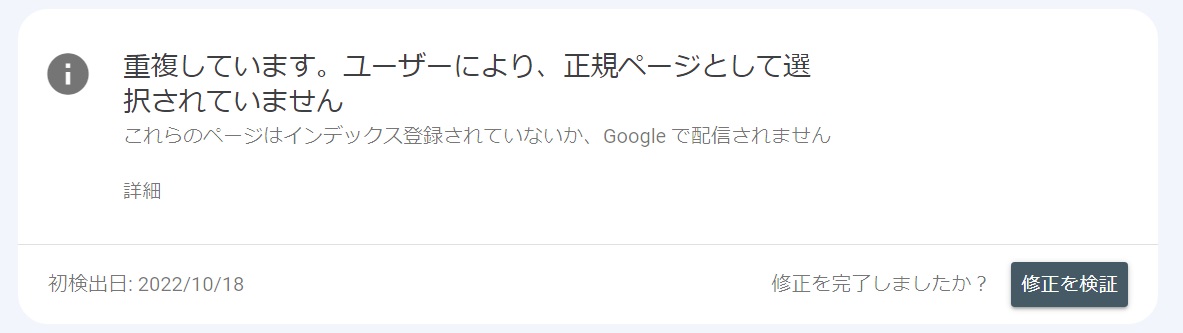 重複しています。ユーザーにより、正規ページとして選
択されていません
これらのページはインデックス登録されていないか、Google で配信されません
詳細
初検出日: 2022/10/18
修正を完了しましたか？
修正を検証